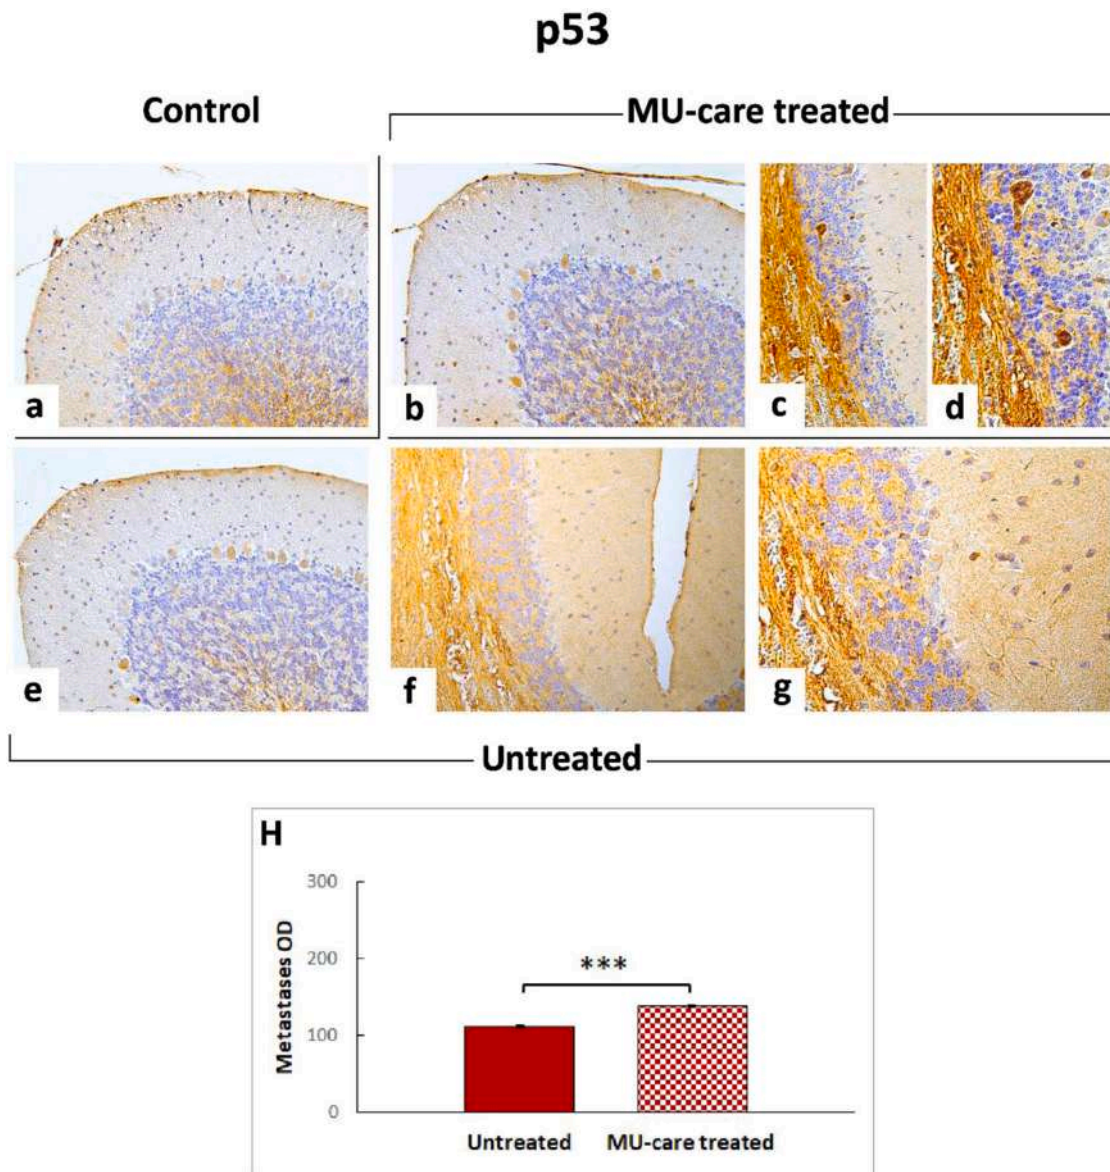 p53
Control
MU-care treated
a
b
c
d
e
f
g
Untreated
H
300
200
100
0
Metastases OD
***
Untreated
MU-care treated